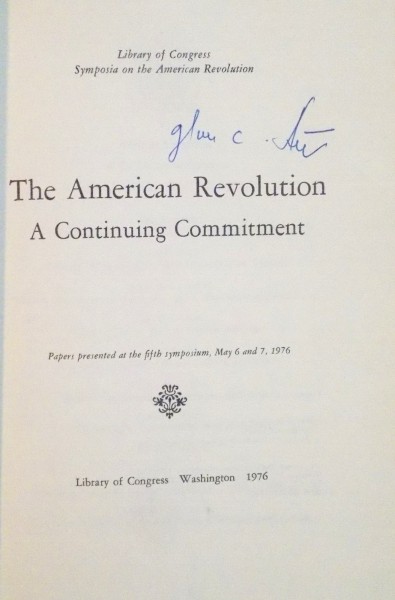 Library of Congress
Symposia on the American Revolution
The American Revolution
A Continuing Commitment
Papers presented at the fifth symposium, May 6 and 7, 1976
Library of Congress Washington 1976